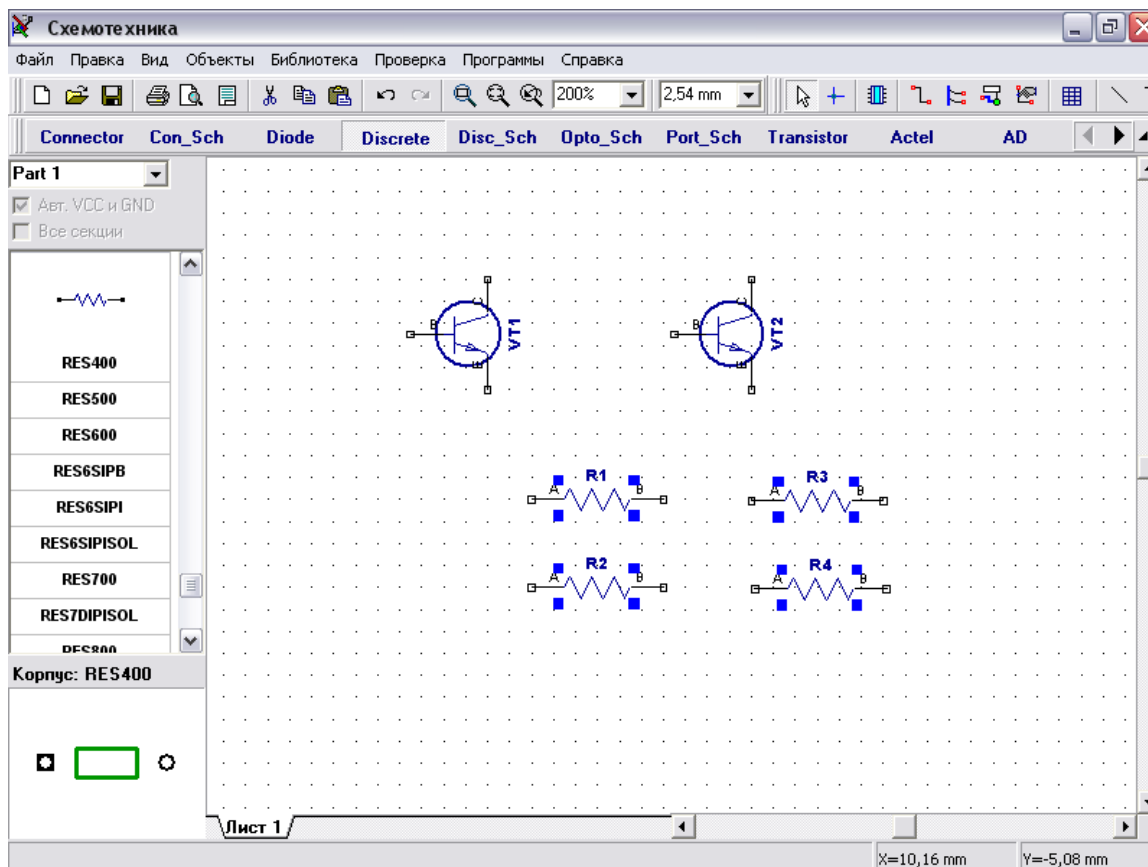 Схемотехника
Файл Правка Вид Объекты Библиотека Проверка Программы Справка
200% 2,54 mm
Connector Con_Sch Diode Discrete Disc_Sch Opto_Sch Port_Sch Transistor Actel AD
Part 1
Авт. VCC и GND
Все секции
RES400
RES500
RES600
RES6SIPB
RES6SIPI
RES6SIPISOL
RES700
RES7DIPISOL
RES800
Корпус: RES400
B C E VT1
B C E VT2
A R1 B
A R3 B
A R2 B
A R4 B
Лист 1
X=10,16 mm Y=-5,08 mm